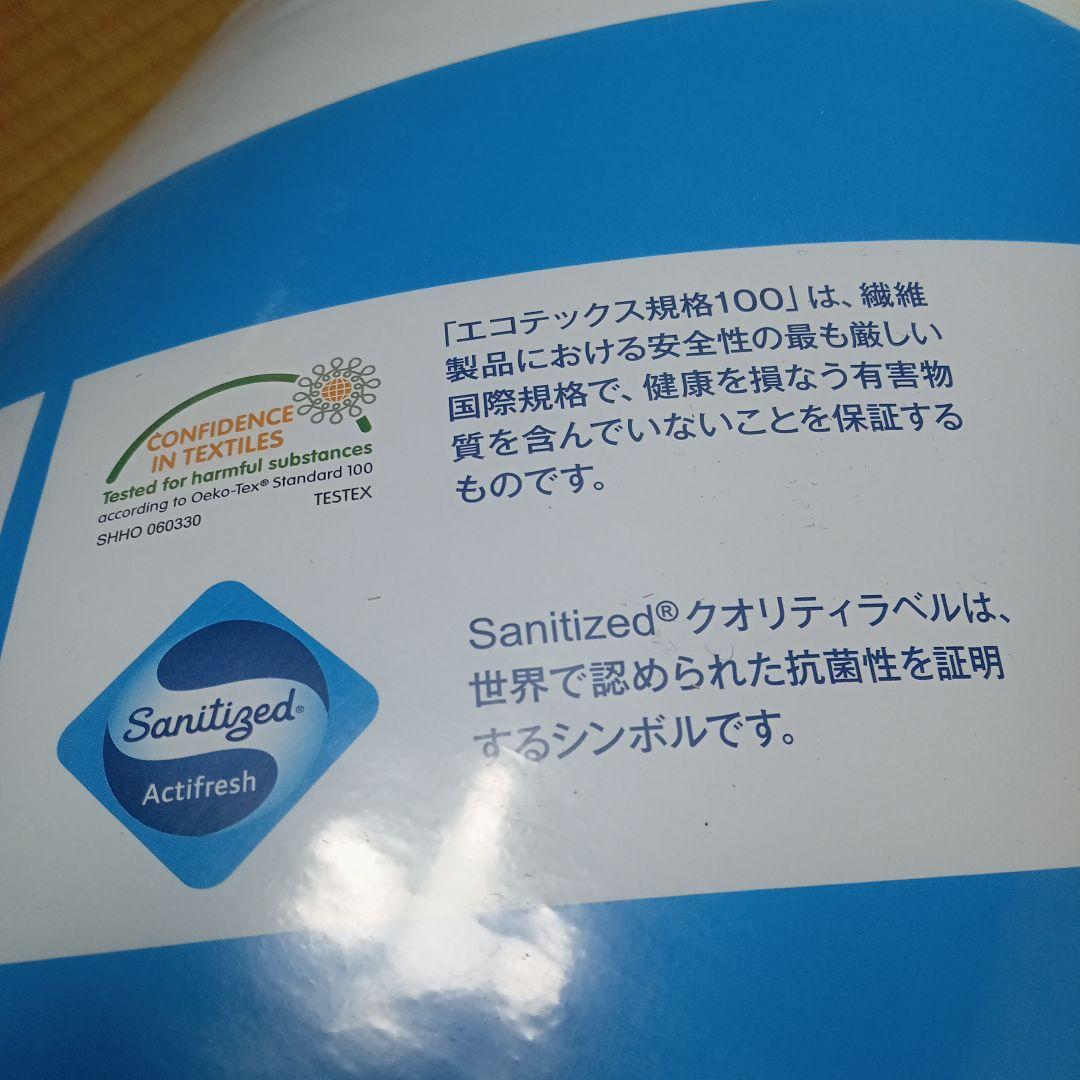 「エコテックス規格100」は、繊維
製品における安全性の最も厳しい
国際規格で、健康を損なう有害物
質を含んでいないことを保証する
ものです。
CONFIDENCE
IN TEXTILES
Tested for harmful substances
according to Oeko-Tex® Standard 100
SHHO 060330 TESTEX
Sanitized®クオリティラベルは、
世界で認められた抗菌性を証明
するシンボルです。
Sanitized®
Actifresh